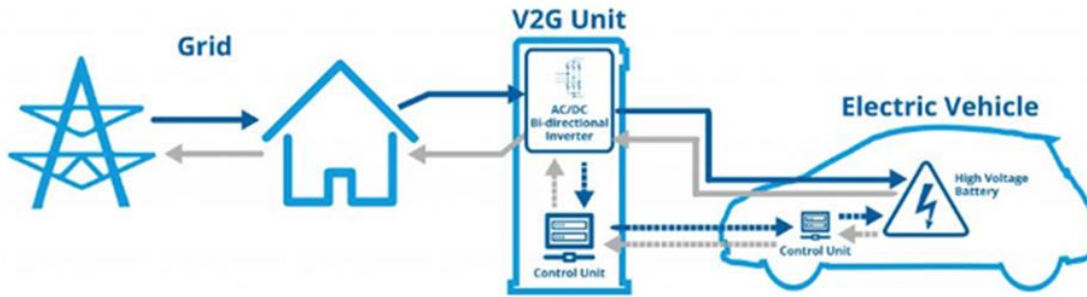 V2G Unit
Grid
AC/DC
Bi-directional
Inverter
Electric Vehicle
High Voltage
Battery
Control Unit
Control Unit